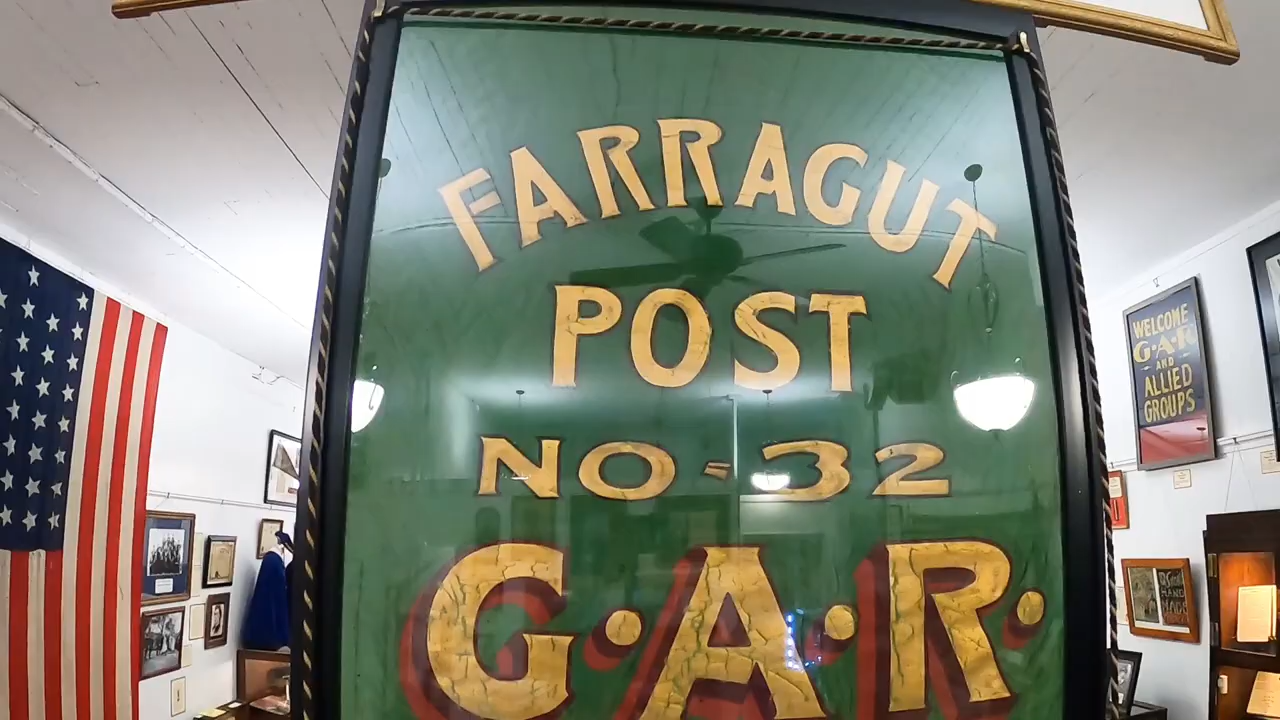 FARRAGUT
POST
NO-32
G·A·R·
WELCOME
G·A·R
AND
ALLIED
GROUPS